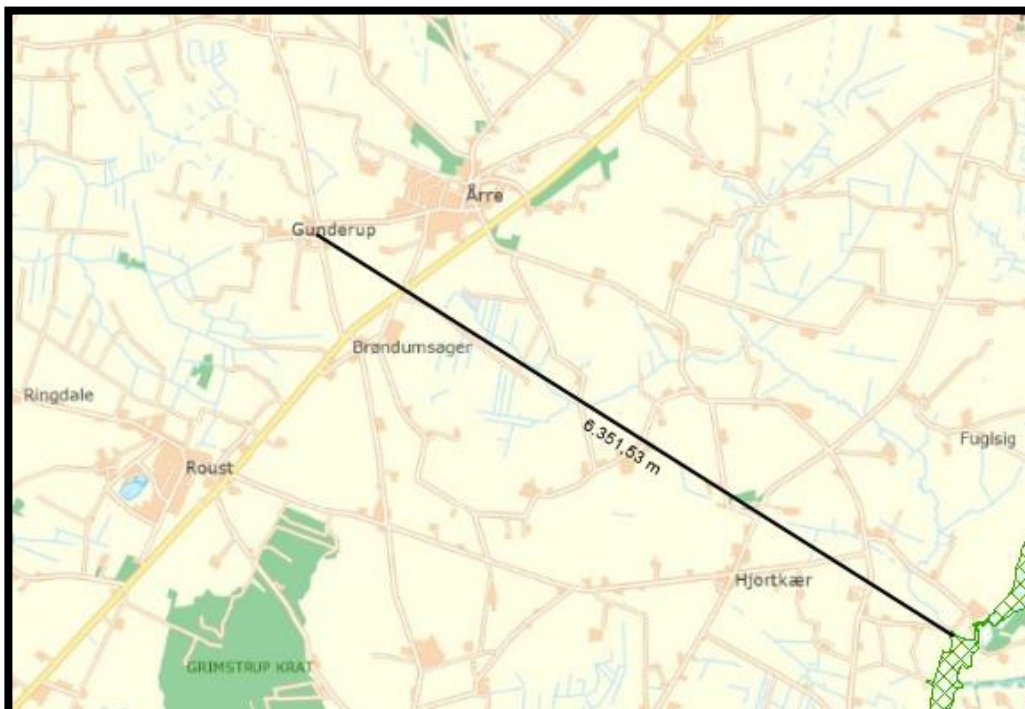 Årre
Gunderup
Brøndumsager
Ringdale
6.351,53 m
Fuglsig
Roust
Hjortkær
GRIMSTRUP KRAT